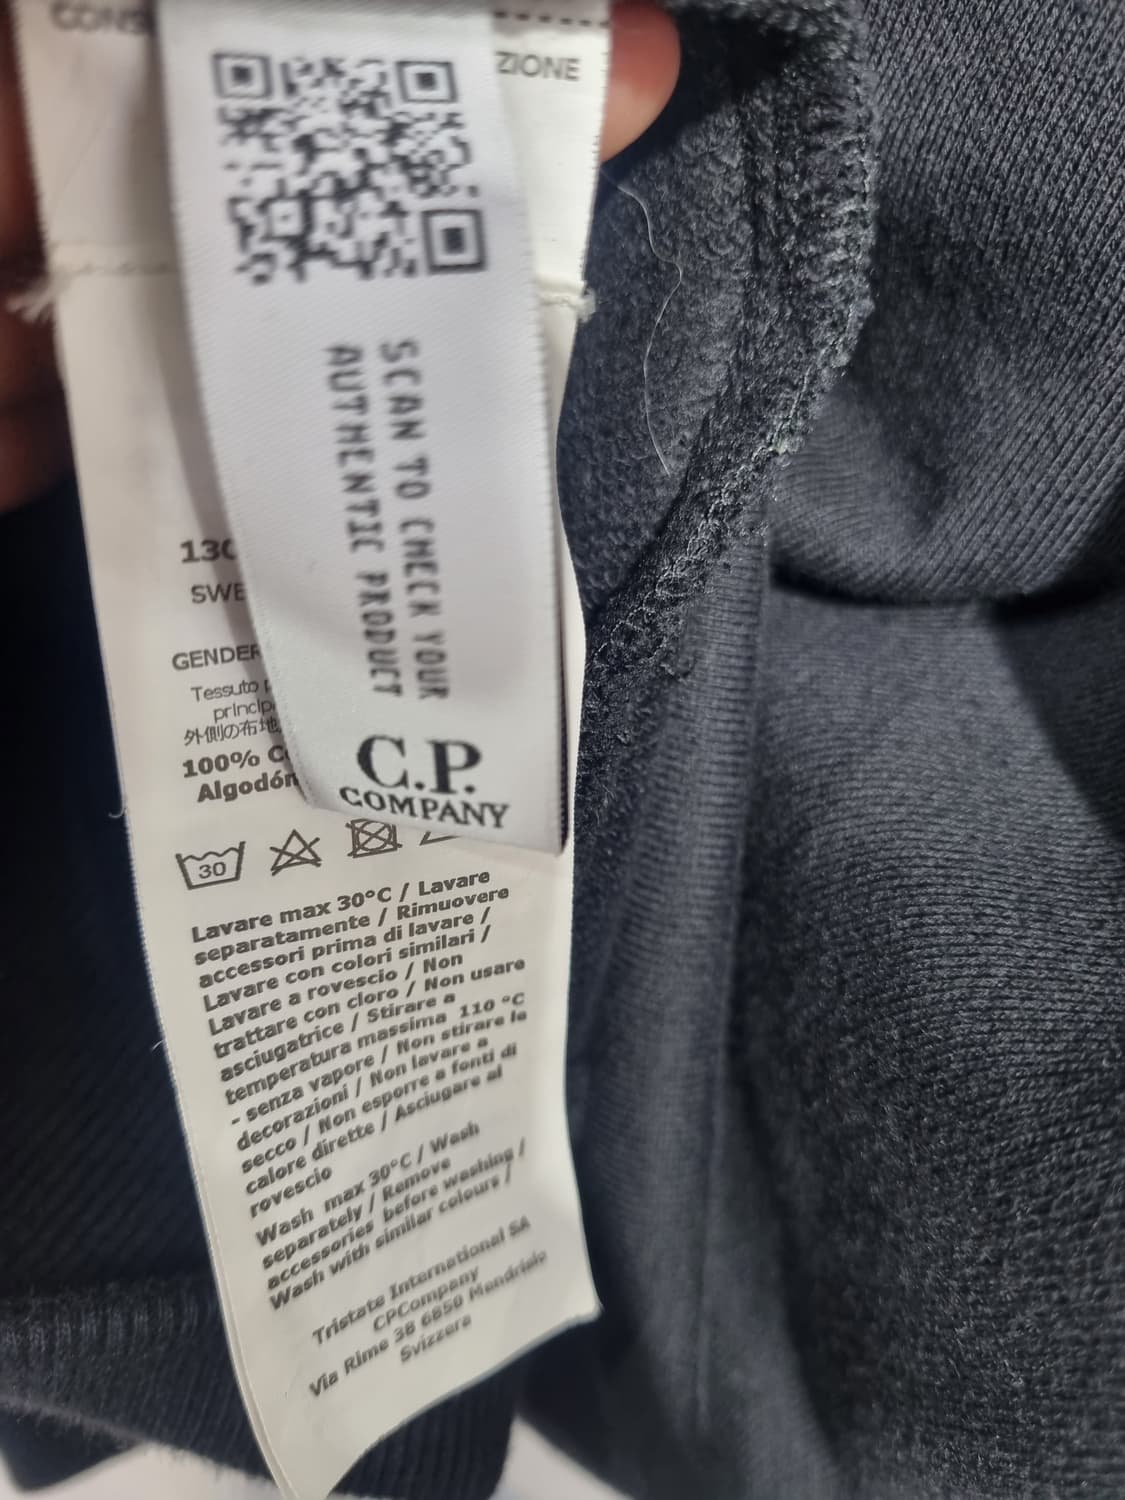 CONS
ZIONE
SCAN TO CHECK YOUR
AUTHENTIC PRODUCT
C.P.
COMPANY
130
SWE
GENDER
Tessuto
princip
外側の布地
100% C
Algodón
30
Lavare max 30°C / Lavare
separatamente / Rimuovere
accessori prima di lavare /
Lavare con colori similari /
Lavare a rovescio / Non
trattare con cloro / Non usare
asciugatrice / Stirare a
temperatura massima 110 °C
- senza vapore / Non stirare le
decorazioni / Non lavare a
secco / Non esporre a fonti di
calore dirette / Asciugare al
rovescio
Wash max 30°C / Wash
separately / Remove
accessories before washing /
Wash with similar colours /
Tristate International SA
CPCompany
Via Rime 38 6850 Mendrisio
Svizzera